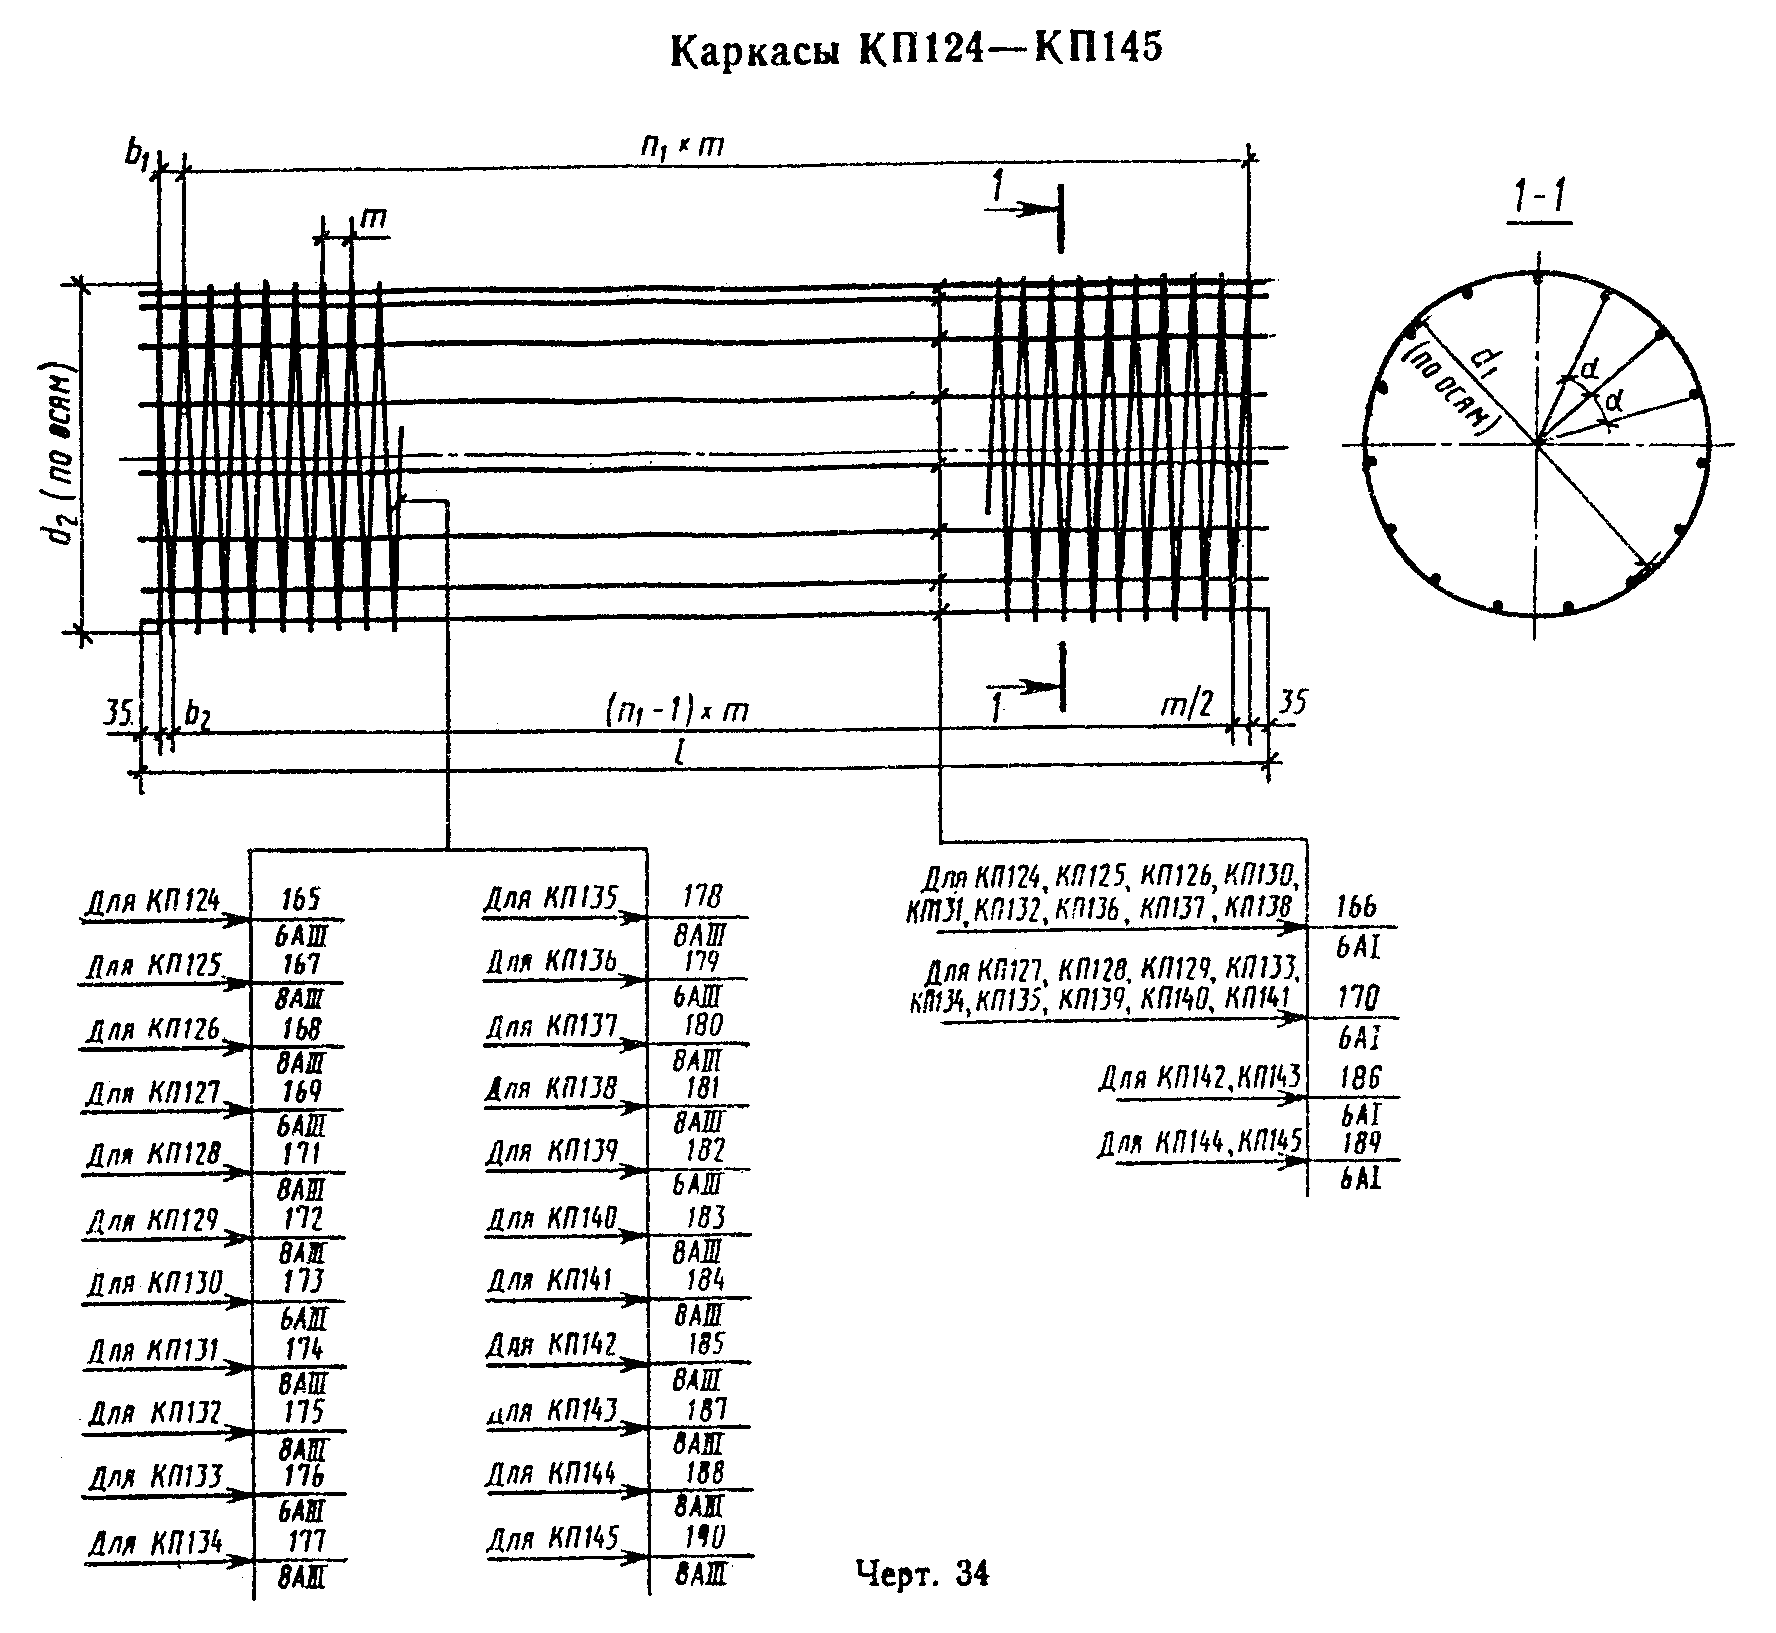 Каркасы КП124—КП145
b₁
n₁ × m
m
1
1-1
d₂ (по осям)
d₁
(по осям)
α
α
35
b₂
(n₁-1) × m
m/2
35
1
l
Для КП124 165
6АIII
Для КП125 167
8АIII
Для КП126 168
8АIII
Для КП127 169
6АIII
Для КП128 171
8АIII
Для КП129 172
8АIII
Для КП130 173
6АIII
Для КП131 174
8АIII
Для КП132 175
8АIII
Для КП133 176
6АIII
Для КП134 177
8АIII
Для КП135 178
8АIII
Для КП136 179
6АIII
Для КП137 180
8АIII
Для КП138 181
8АIII
Для КП139 182
6АIII
Для КП140 183
8АIII
Для КП141 184
8АIII
Для КП142 185
8АIII
Для КП143 187
8АIII
Для КП144 188
8АIII
Для КП145 190
8АIII
Для КП124, КП125, КП126, КП130,
КП131, КП132, КП136, КП137, КП138 166
6АI
Для КП127, КП128, КП129, КП133,
КП134, КП135, КП139, КП140, КП141 170
6АI
Для КП142, КП143 186
6АI
Для КП144, КП145 189
6АI
Черт. 34